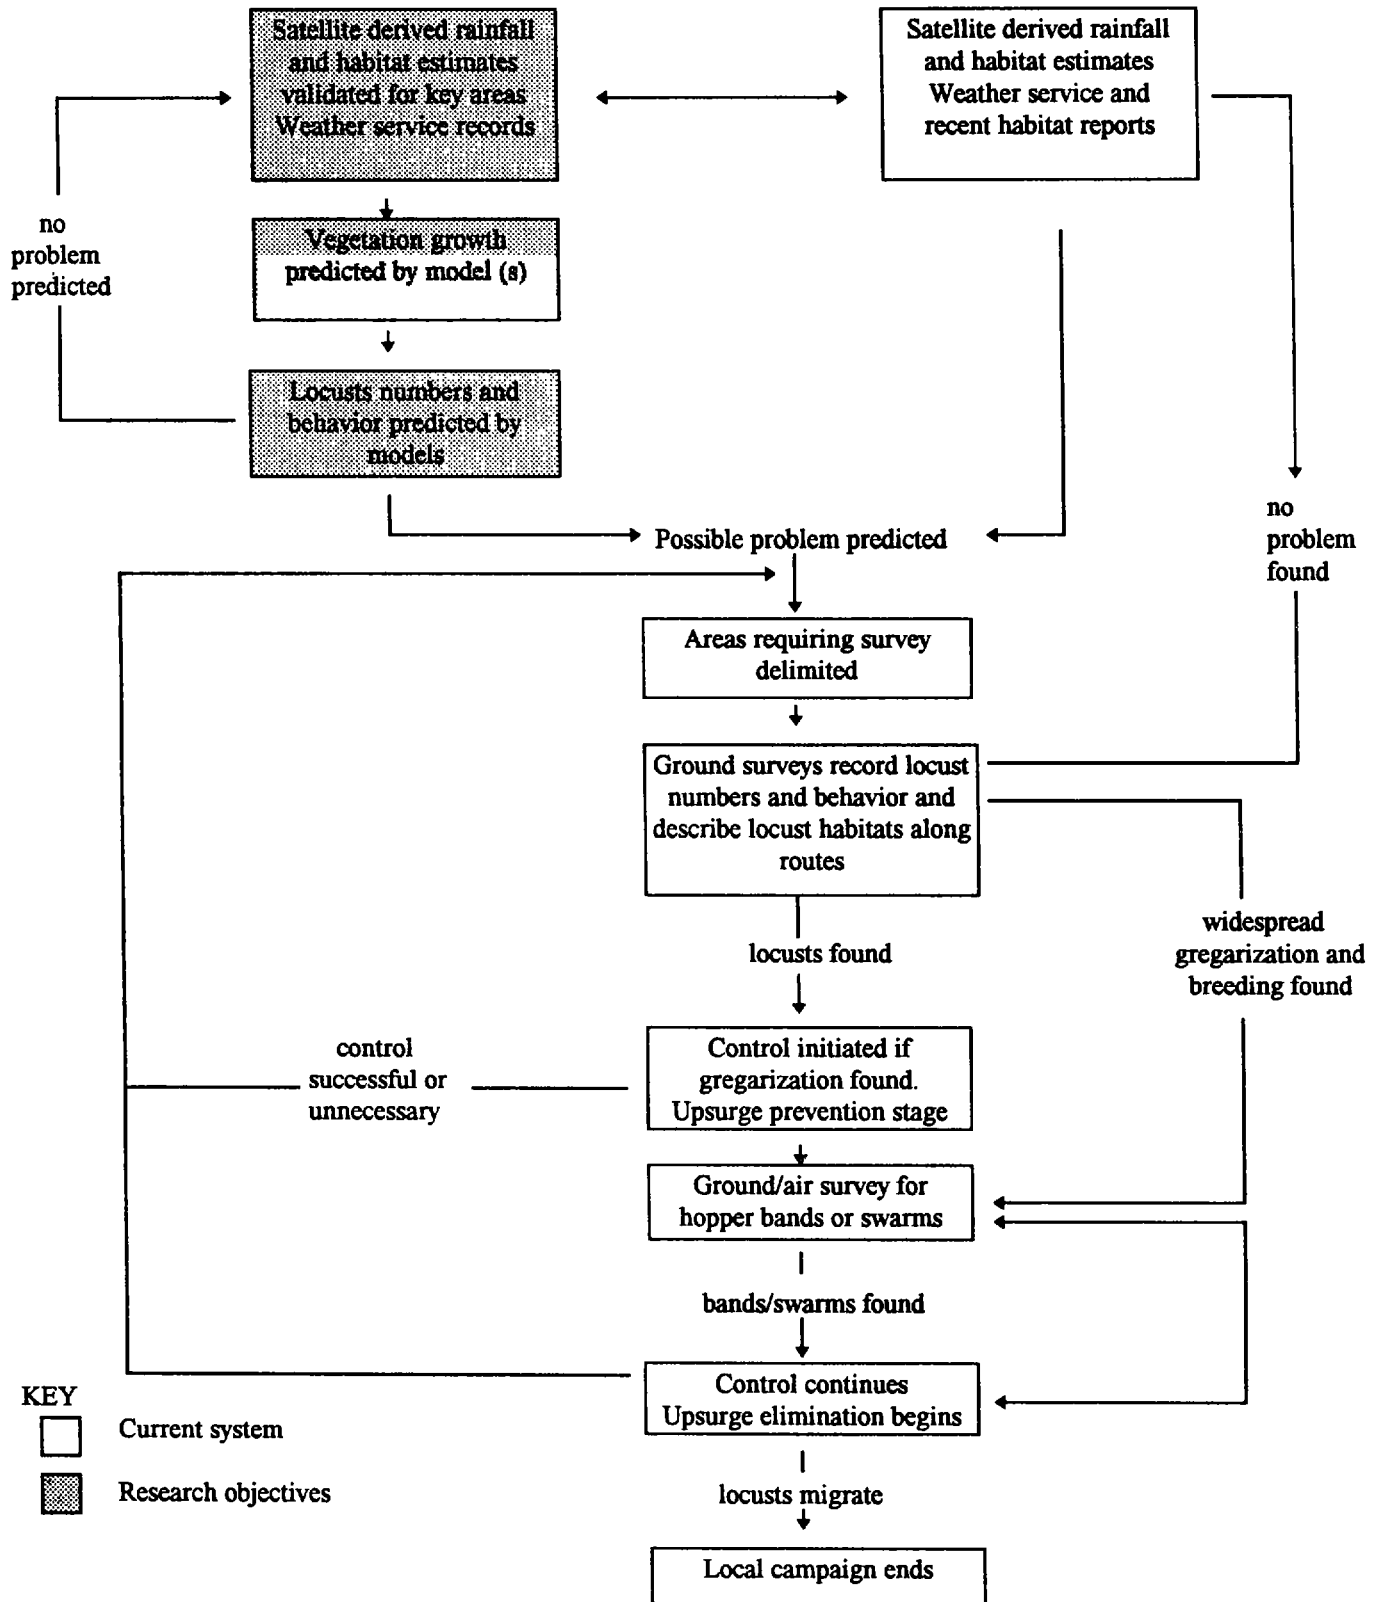 Satellite derived rainfall
and habitat estimates
validated for key areas
Weather service records
Satellite derived rainfall
and habitat estimates
Weather service and
recent habitat reports
no
problem
predicted
Vegetation growth
predicted by model (s)
Locusts numbers and
behavior predicted by
models
no
problem
found
Possible problem predicted
Areas requiring survey
delimited
Ground surveys record locust
numbers and behavior and
describe locust habitats along
routes
widespread
gregarization and
breeding found
locusts found
control
successful or
unnecessary
Control initiated if
gregarization found.
Upsurge prevention stage
Ground/air survey for
hopper bands or swarms
bands/swarms found
Control continues
Upsurge elimination begins
KEY
Current system
Research objectives
locusts migrate
Local campaign ends